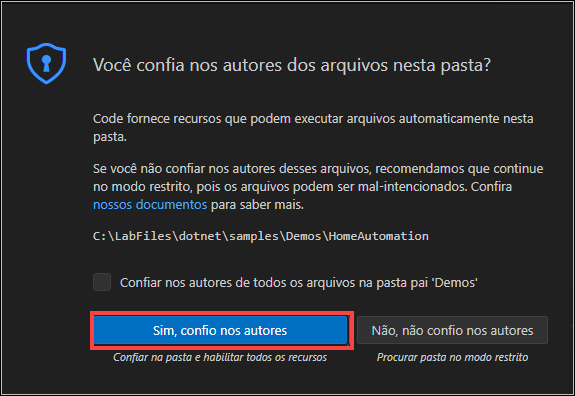 Você confia nos autores dos arquivos nesta pasta?
Code fornece recursos que podem executar arquivos automaticamente nesta
pasta.
Se você não confiar nos autores desses arquivos, recomendamos que continue
no modo restrito, pois os arquivos podem ser mal-intencionados. Confira
nossos documentos para saber mais.
C:\LabFiles\dotnet\samples\Demos\HomeAutomation
Confiar nos autores de todos os arquivos na pasta pai 'Demos'
Sim, confio nos autores
Não, não confio nos autores
Confiar na pasta e habilitar todos os recursos
Procurar pasta no modo restrito